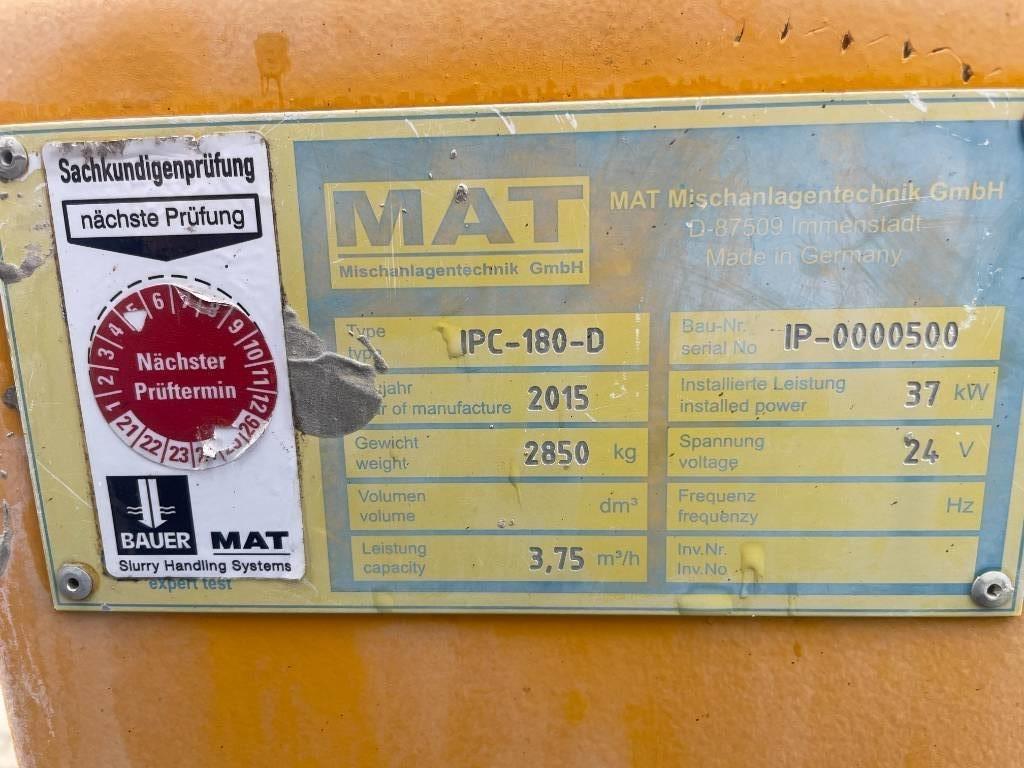 Sachkundigenprüfung
nächste Prüfung
1 2 3 4 5 6 9 10 11 12
Nächster
Prüftermin
21 22 23 26
BAUER MAT
Slurry Handling Systems
expert test
MAT
Mischanlagentechnik GmbH
MAT Mischanlagentechnik GmbH
D-87509 Immenstadt
Made in Germany
Type
IPC-180-D
Bau-Nr.
serial No IP-0000500
of manufacture 2015
Installierte Leistung
installed power 37 kW
Gewicht
weight 2850 kg
Spannung
voltage 24 V
Volumen
volume dm³
Frequenz
frequenzy Hz
Leistung
capacity 3,75 m³/h
Inv.Nr.
Inv.No